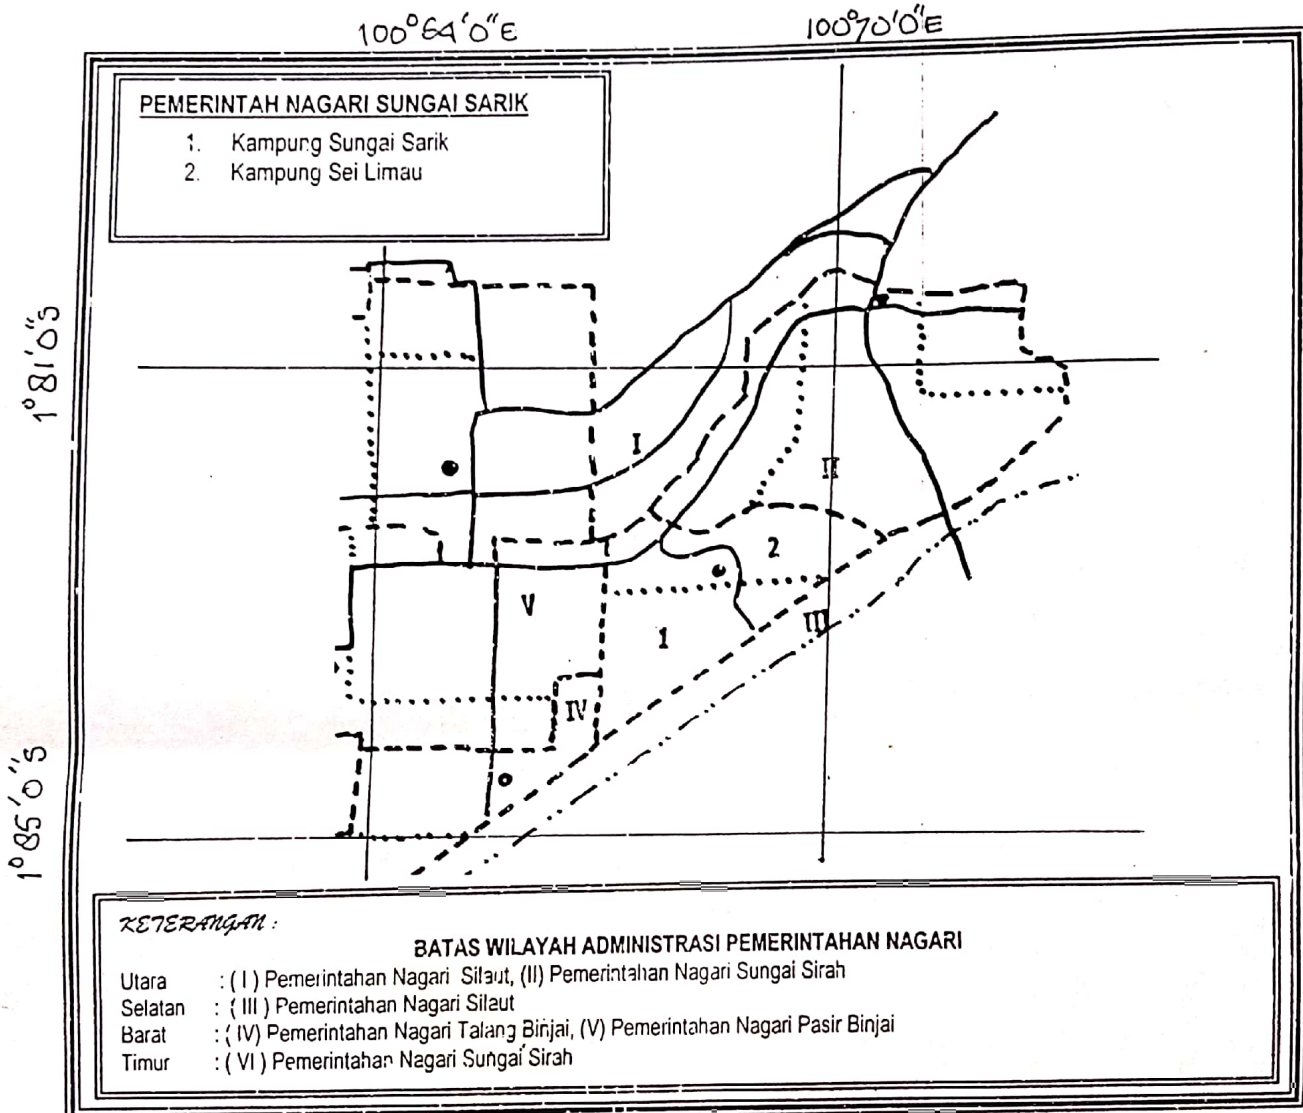 100°64'0"E
100°70'0"E
PEMERINTAH NAGARI SUNGAI SARIK
1. Kampung Sungai Sarik
2. Kampung Sei Limau
1°81'0"S
I
II
2
V
III
1
IV
1°85'0"S
KETERANGAN :
BATAS WILAYAH ADMINISTRASI PEMERINTAHAN NAGARI
Utara : ( I ) Pemerintahan Nagari Silaut, (II) Pemerintahan Nagari Sungai Sirah
Selatan : ( III ) Pemerintahan Nagari Silaut
Barat : ( IV) Pemerintahan Nagari Talang Binjai, (V) Pemerintahan Nagari Pasir Binjai
Timur : ( VI ) Pemerintahan Nagari Sungai Sirah